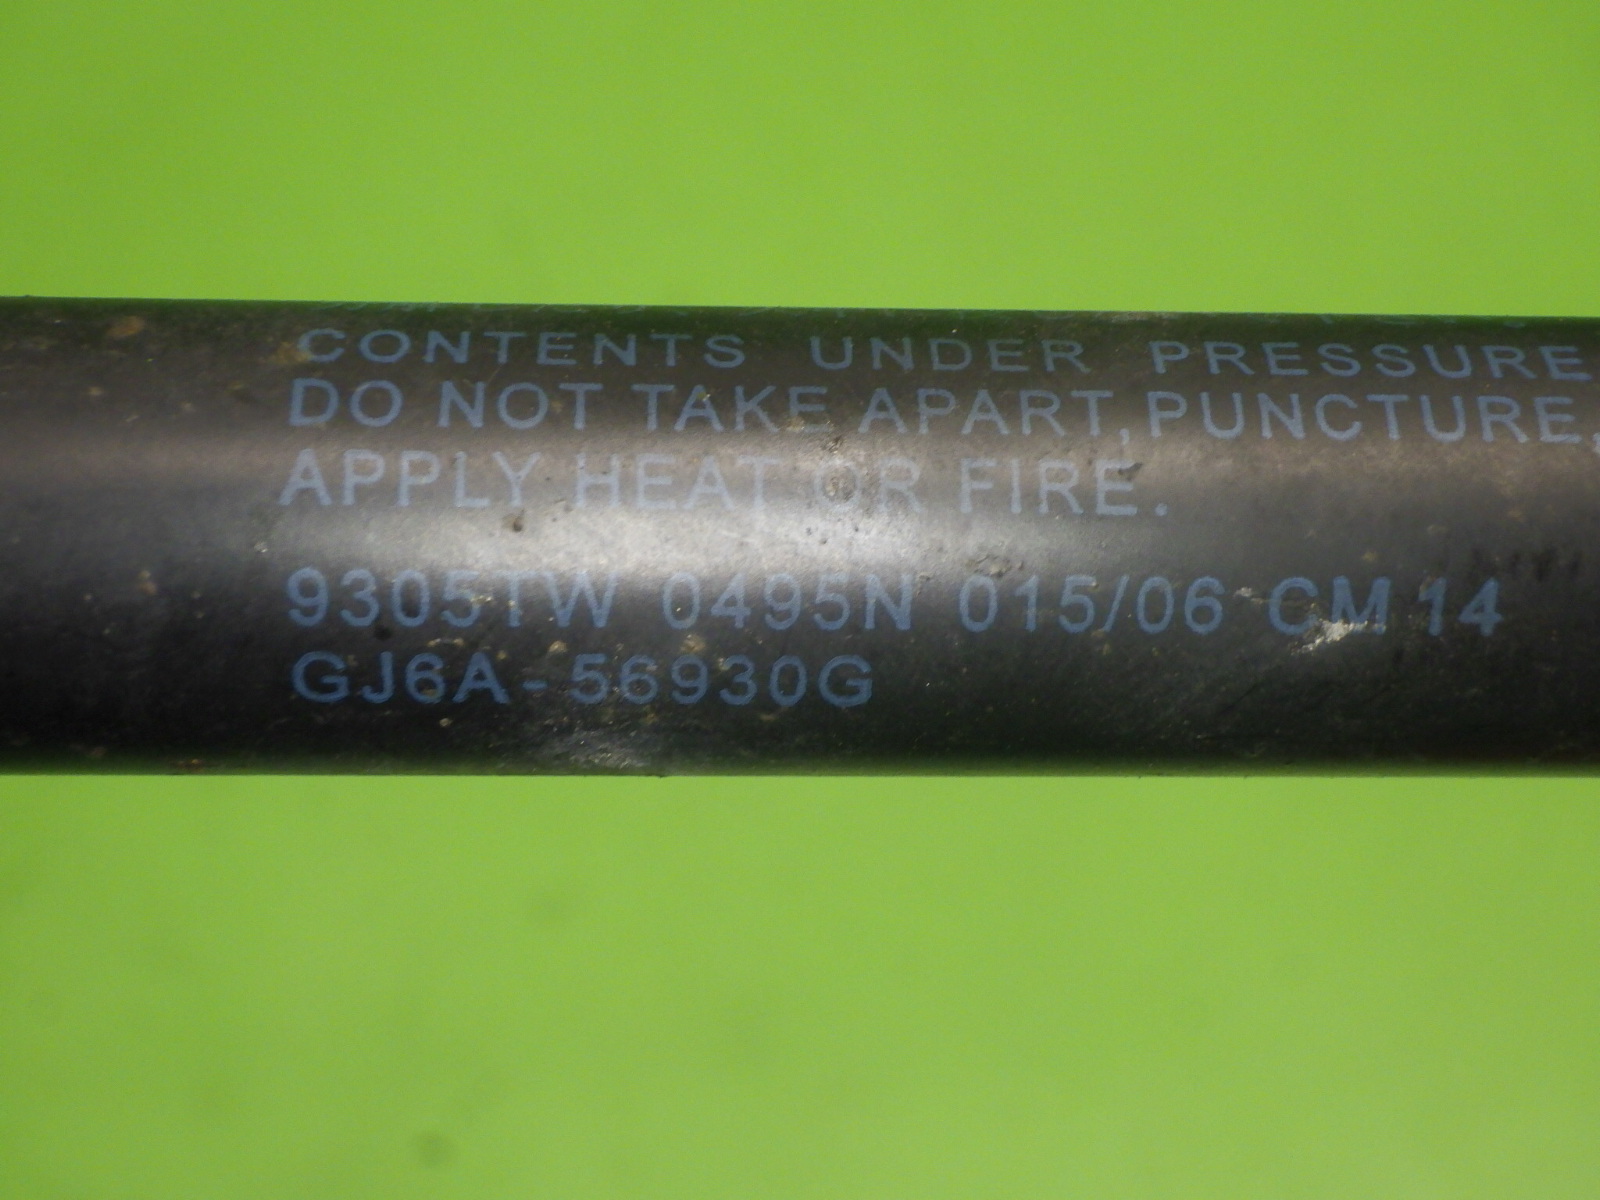 CONTENTS UNDER PRESSURE
DO NOT TAKE APART, PUNCTURE,
APPLY HEAT OR FIRE.
9305TW 0495N 015/06 CM 14
GJ6A-56930G